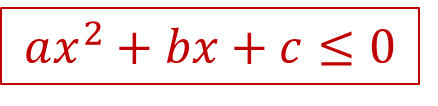 ax² + bx + c ≤ 0